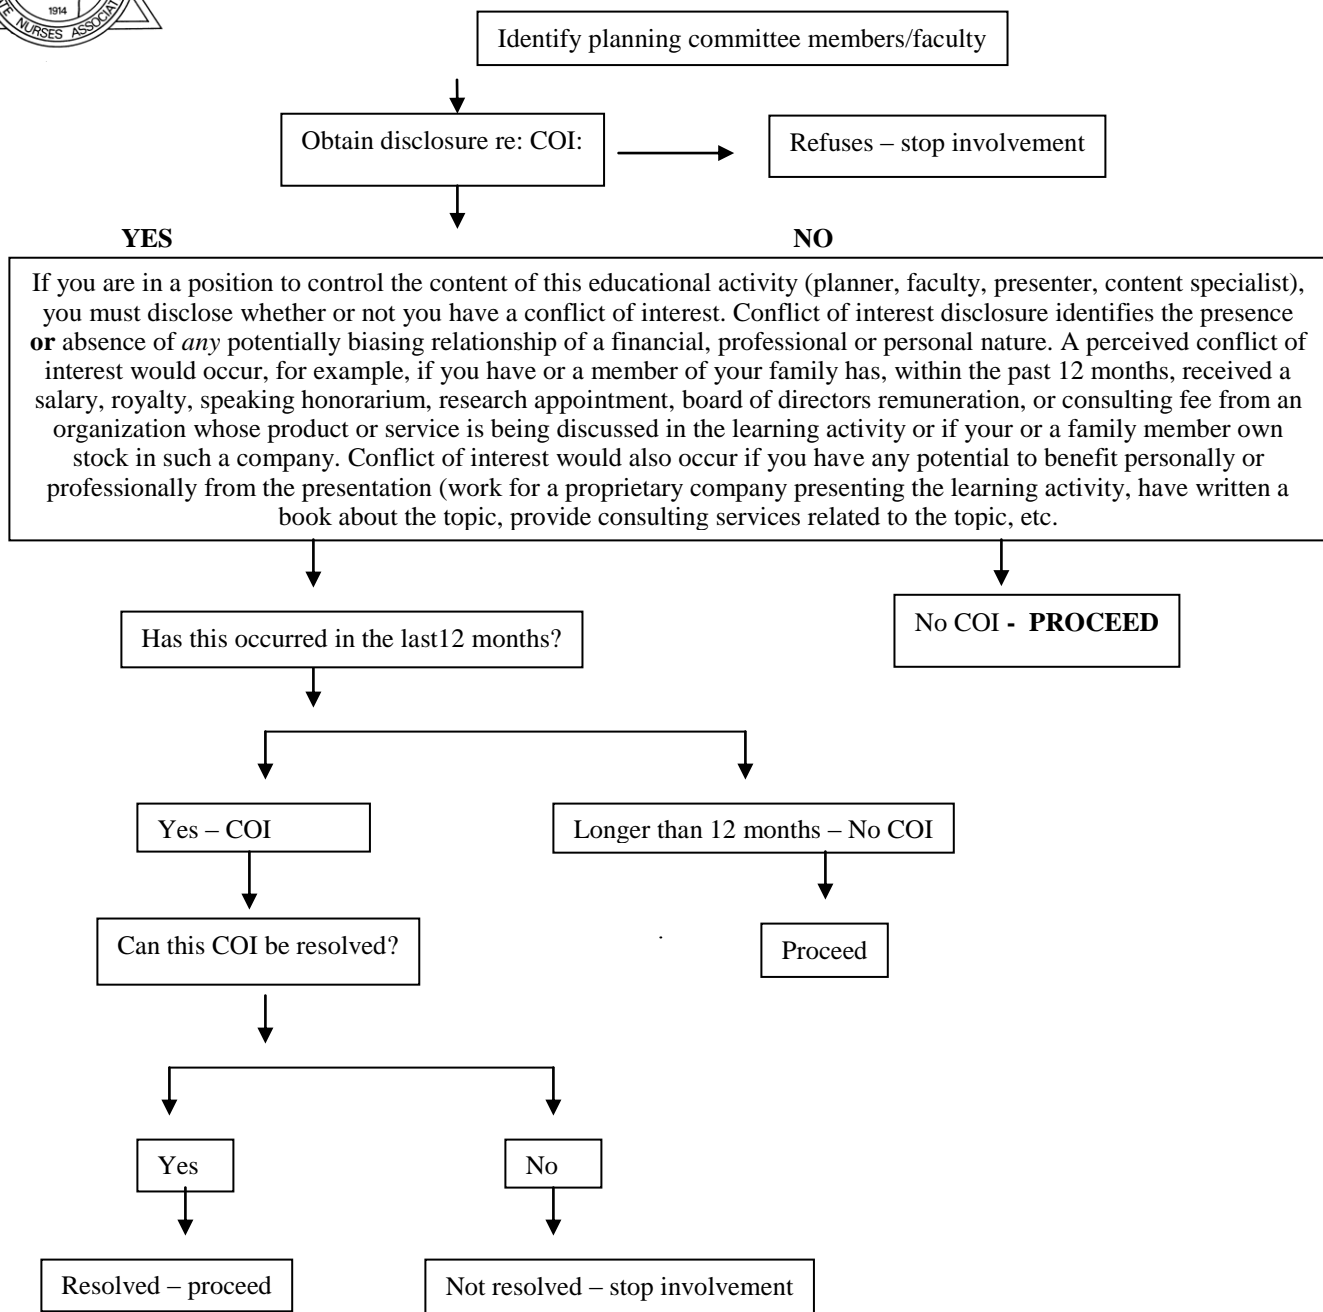 1914
NURSES ASSOCIAT
Identify planning committee members/faculty
Obtain disclosure re: COI:
Refuses – stop involvement
YES
NO
If you are in a position to control the content of this educational activity (planner, faculty, presenter, content specialist),
you must disclose whether or not you have a conflict of interest. Conflict of interest disclosure identifies the presence
or absence of any potentially biasing relationship of a financial, professional or personal nature. A perceived conflict of
interest would occur, for example, if you have or a member of your family has, within the past 12 months, received a
salary, royalty, speaking honorarium, research appointment, board of directors remuneration, or consulting fee from an
organization whose product or service is being discussed in the learning activity or if your or a family member own
stock in such a company. Conflict of interest would also occur if you have any potential to benefit personally or
professionally from the presentation (work for a proprietary company presenting the learning activity, have written a
book about the topic, provide consulting services related to the topic, etc.
Has this occurred in the last12 months?
No COI - PROCEED
Yes – COI
Longer than 12 months – No COI
Can this COI be resolved?
Proceed
Yes
No
Resolved – proceed
Not resolved – stop involvement